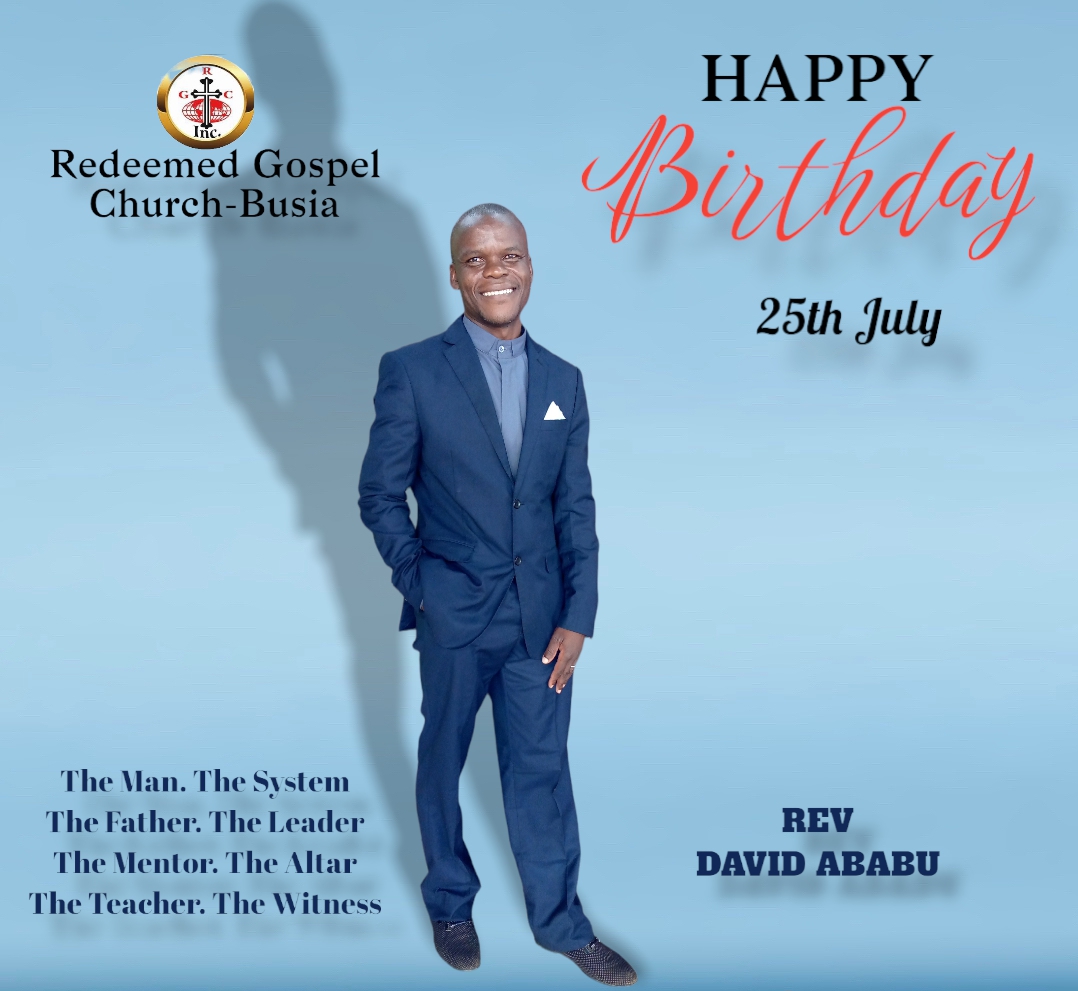 R
G C
Inc.
Redeemed Gospel
Church-Busia
HAPPY
Birthday
25th July
The Man. The System
The Father. The Leader
The Mentor. The Altar
The Teacher. The Witness
REV
DAVID ABABU